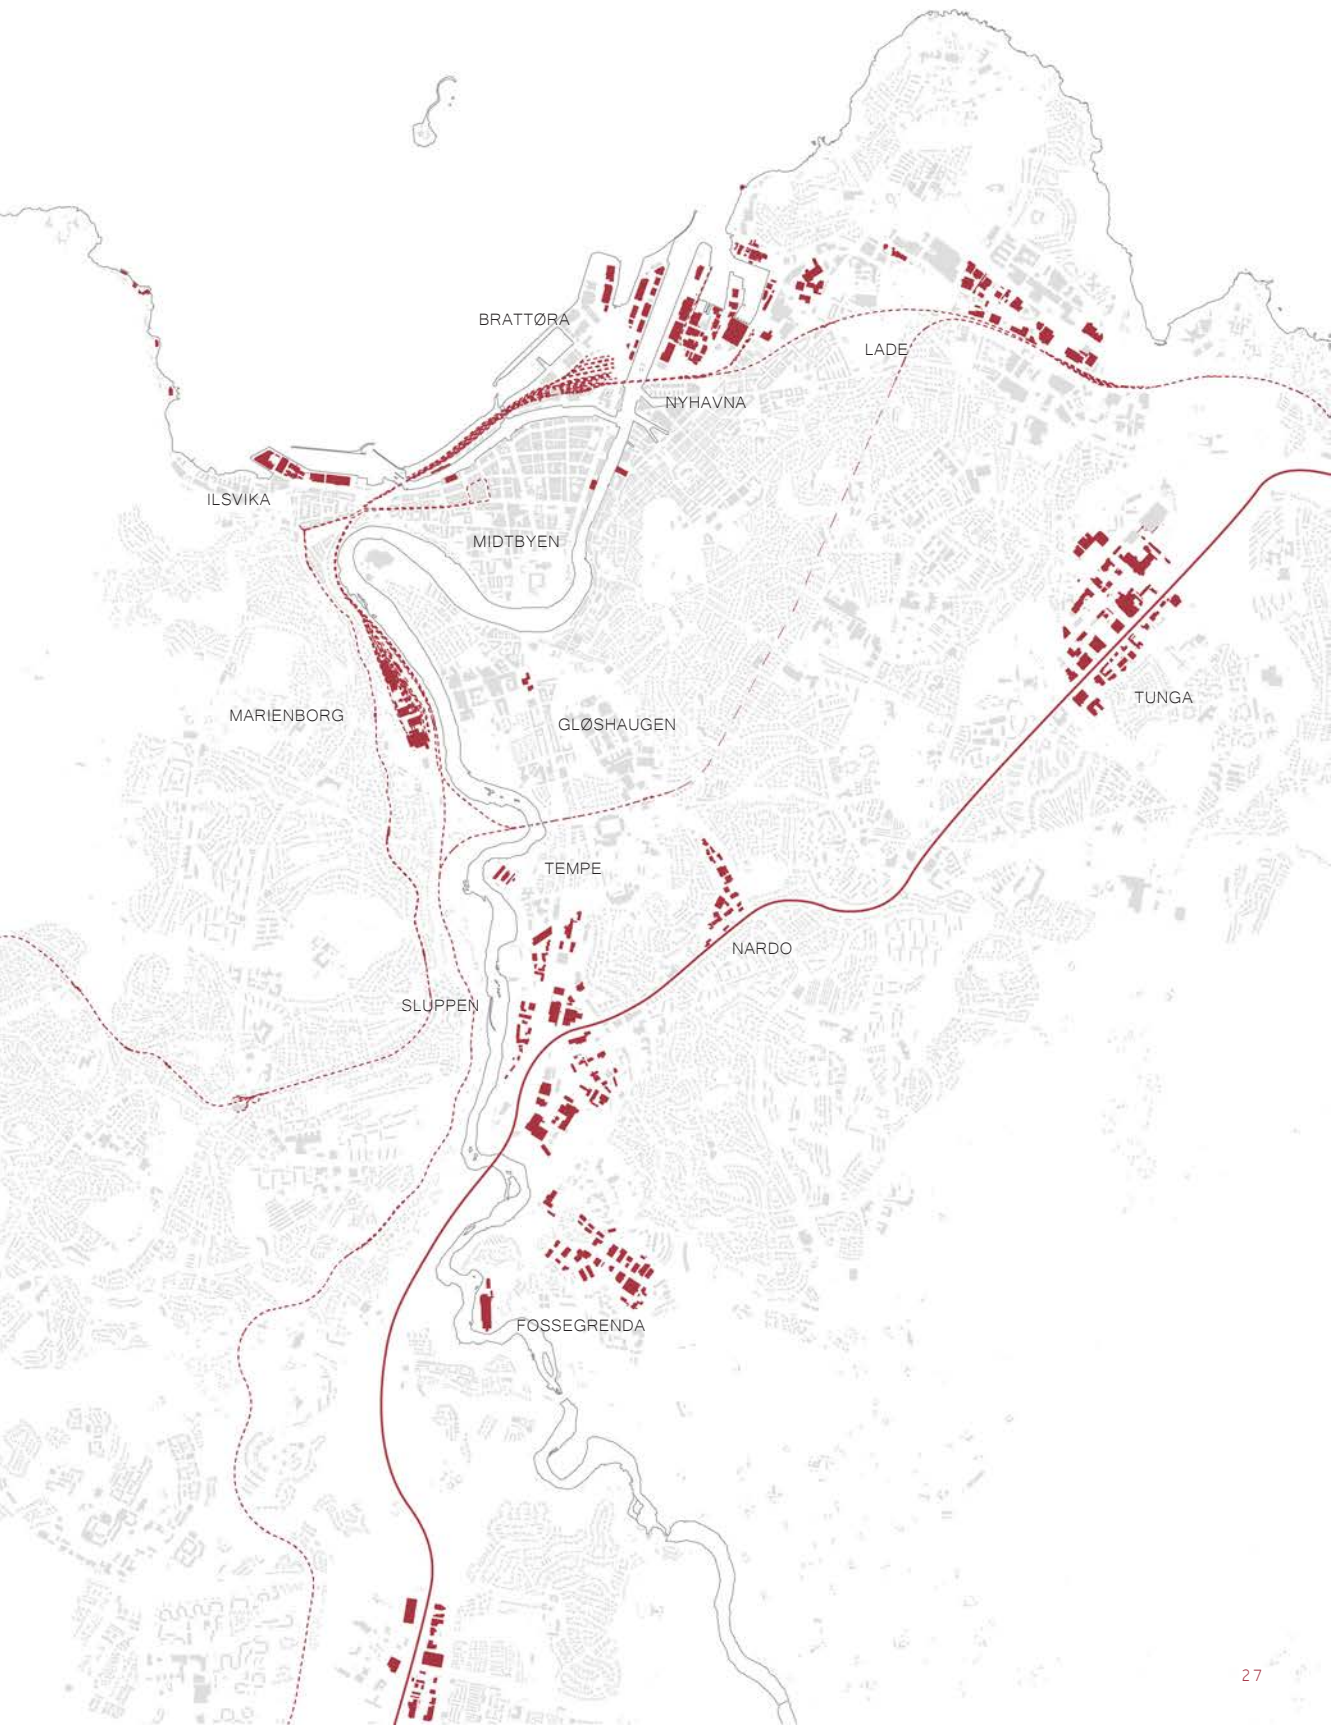 BRATTØRA
LADE
NYHAVNA
ILSVIKA
MIDTBYEN
TUNGA
MARIENBORG
GLØSHAUGEN
TEMPE
NARDO
SLUPPEN
FOSSEGRENDA
27